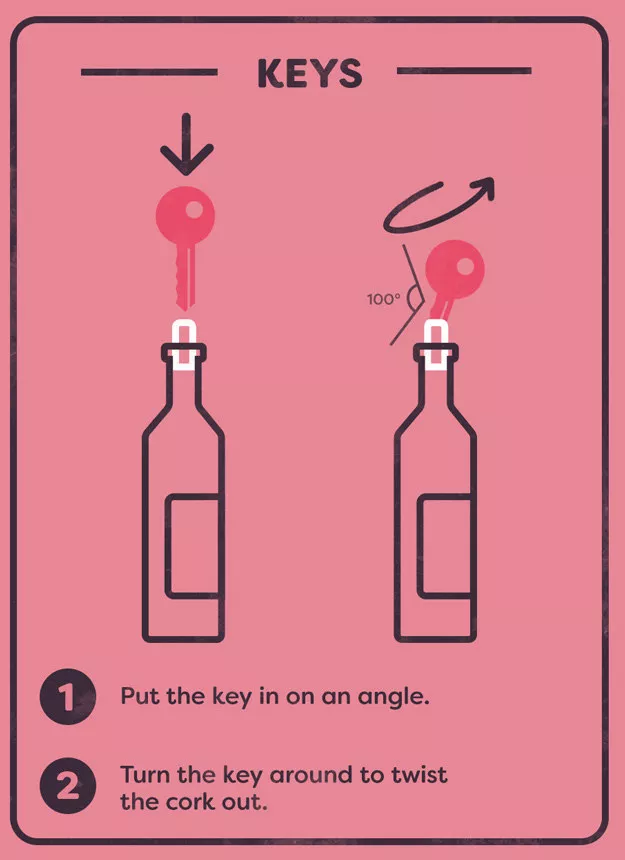 KEYS
100°
1 Put the key in on an angle.
2 Turn the key around to twist
the cork out.